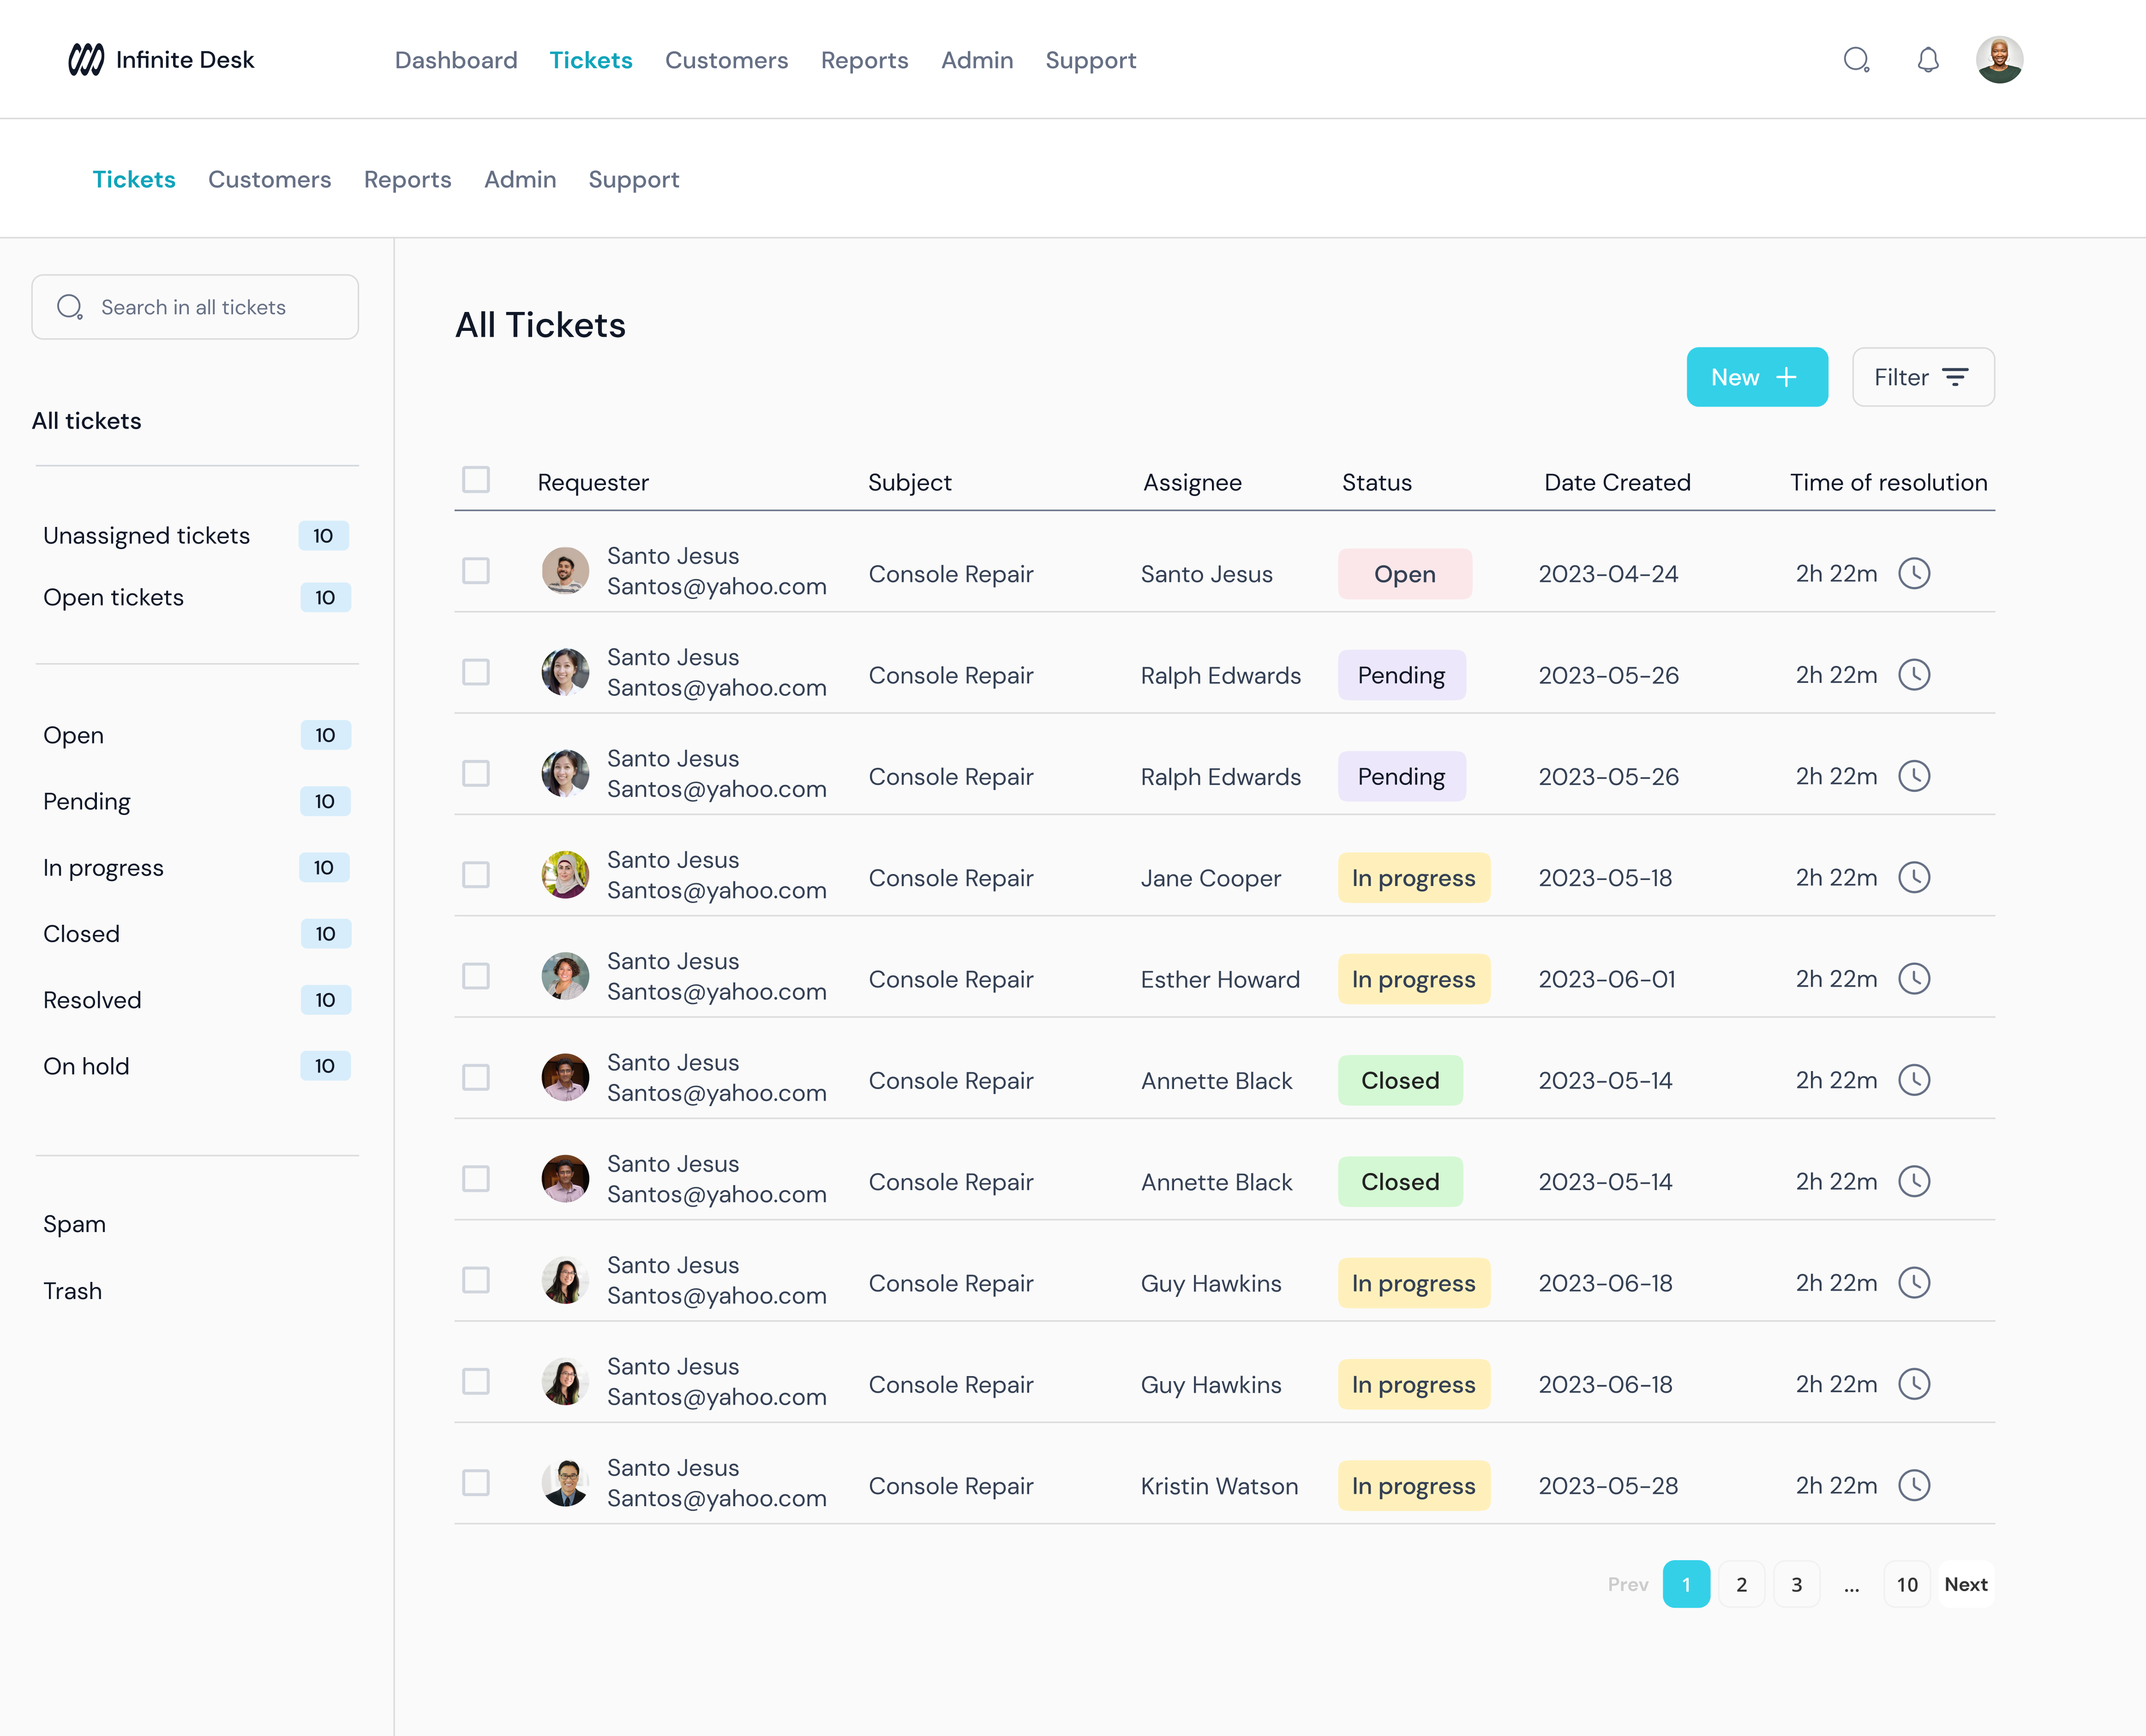 Infinite Desk
Dashboard Tickets Customers Reports Admin Support
Tickets Customers Reports Admin Support
Search in all tickets
All tickets
Unassigned tickets 10
Open tickets 10
Open 10
Pending 10
In progress 10
Closed 10
Resolved 10
On hold 10
Spam
Trash
All Tickets
New Filter
Requester Subject Assignee Status Date Created Time of resolution
Santo Jesus
Santos@yahoo.com Console Repair Santo Jesus Open 2023-04-24 2h 22m
Santo Jesus
Santos@yahoo.com Console Repair Ralph Edwards Pending 2023-05-26 2h 22m
Santo Jesus
Santos@yahoo.com Console Repair Ralph Edwards Pending 2023-05-26 2h 22m
Santo Jesus
Santos@yahoo.com Console Repair Jane Cooper In progress 2023-05-18 2h 22m
Santo Jesus
Santos@yahoo.com Console Repair Esther Howard In progress 2023-06-01 2h 22m
Santo Jesus
Santos@yahoo.com Console Repair Annette Black Closed 2023-05-14 2h 22m
Santo Jesus
Santos@yahoo.com Console Repair Annette Black Closed 2023-05-14 2h 22m
Santo Jesus
Santos@yahoo.com Console Repair Guy Hawkins In progress 2023-06-18 2h 22m
Santo Jesus
Santos@yahoo.com Console Repair Guy Hawkins In progress 2023-06-18 2h 22m
Santo Jesus
Santos@yahoo.com Console Repair Kristin Watson In progress 2023-05-28 2h 22m
Prev 1 2 3 ... 10 Next